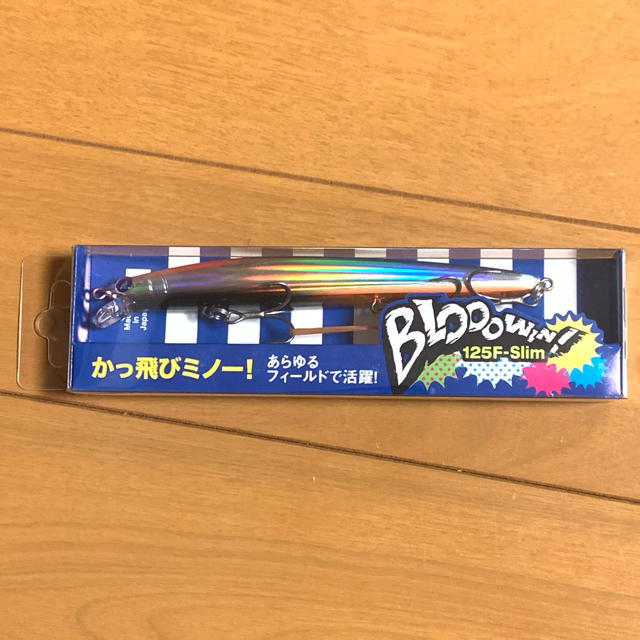 Made
in
Japan
かっ飛びミノー!
あらゆる
フィールドで活躍!
BLOOOWIN!
125F-Slim